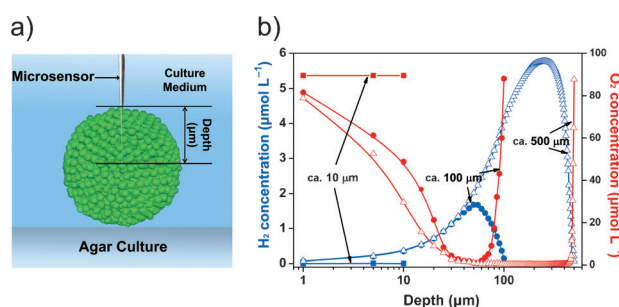 a)
Microsensor
Culture
Medium
Depth
(μm)
Agar Culture
b)
H₂ concentration (μmol L⁻¹)
6
5
4
3
2
1
0
ca. 10 μm
ca. 100 μm
ca. 500 μm
100
80
60
40
20
0
O₂ concentration (μmol L⁻¹)
1
10
100
Depth (μm)